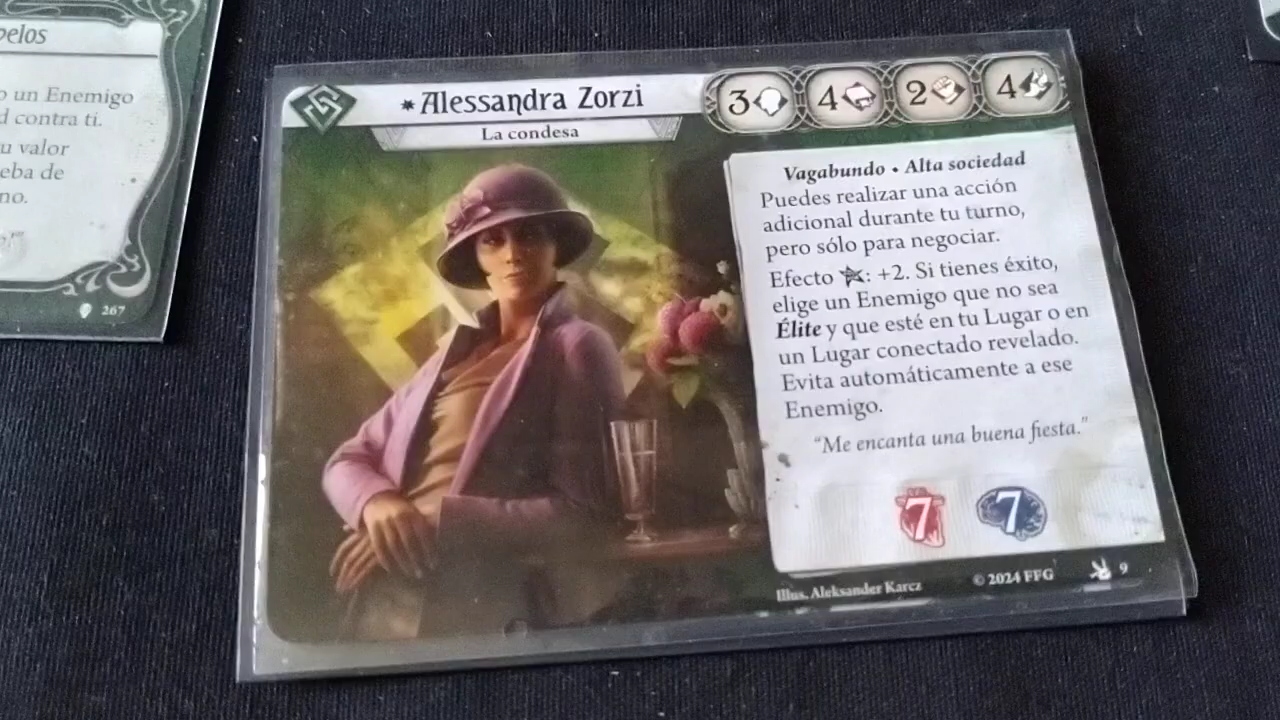 pelos
o un Enemigo
d contra ti.
u valor
eba de
no.
267
Alessandra Zorzi
La condesa
3 4 2 4
Vagabundo • Alta sociedad
Puedes realizar una acción
adicional durante tu turno,
pero sólo para negociar.
Efecto : +2. Si tienes éxito,
elige un Enemigo que no sea
Élite y que esté en tu Lugar o en
un Lugar conectado revelado.
Evita automáticamente a ese
Enemigo.
“Me encanta una buena fiesta.”
7 7
Illus. Aleksander Karcz © 2024 FFG 9